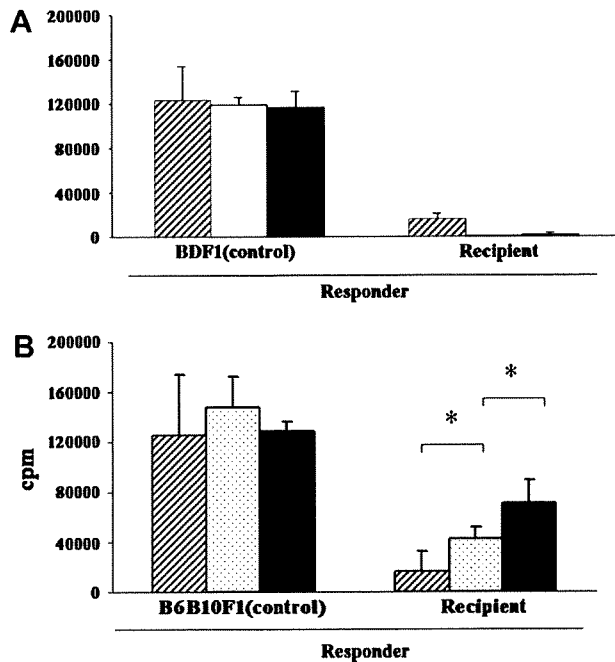 A
200000
160000
120000
80000
40000
0
BDF1(control) Recipient
Responder
B
200000
160000
120000
80000
40000
0
cpm
*
*
B6B10F1(control) Recipient
Responder